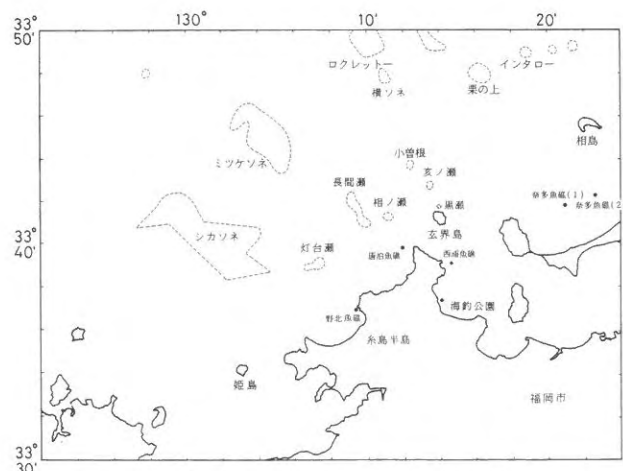 130°
10′
20′
33°
50′
ロクレットー
インタロー
横ソネ
栗の上
相島
小曽根
ミツケソネ
亥ノ瀬
長間瀬
奈多魚礁(1)
奈多魚礁(2
相ノ瀬
黒瀬
玄界島
シカソネ
33°
40′
灯台瀬
唐泊魚礁
西浦魚礁
海釣公園
野北魚礁
糸島半島
姫島
福岡市
33°
30′